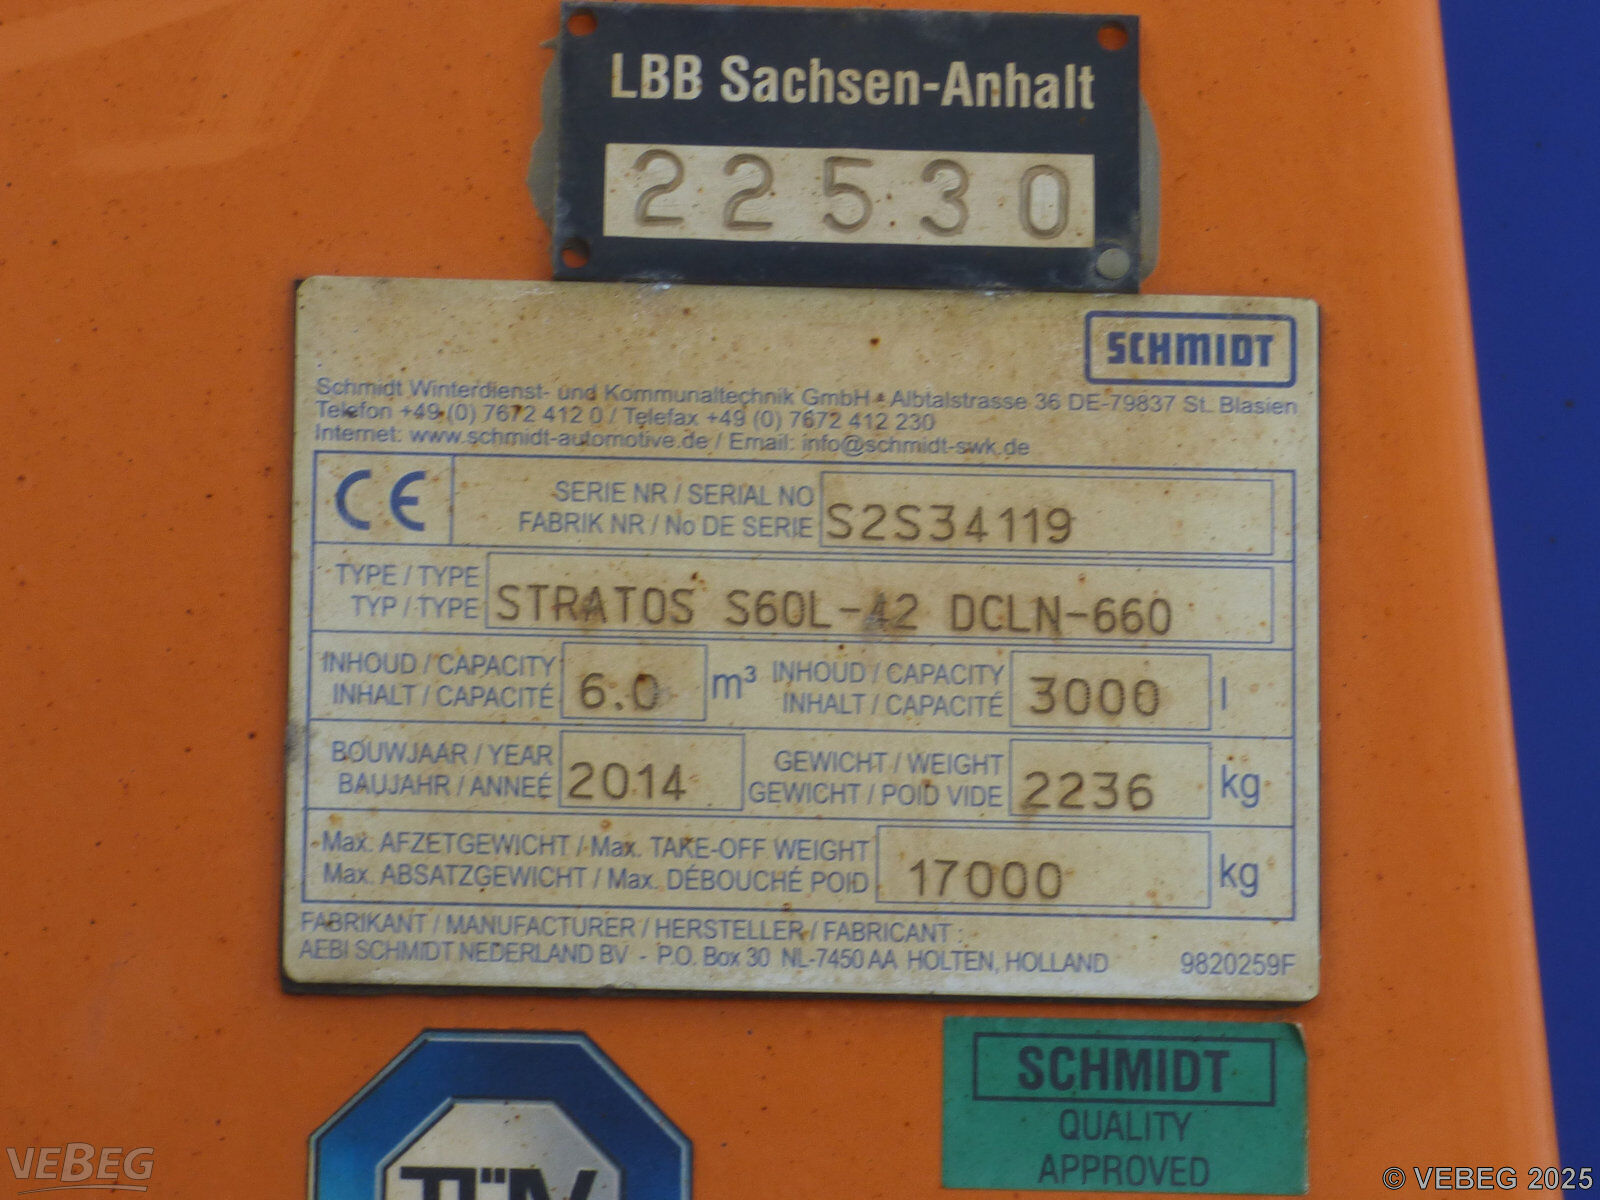 LBB Sachsen-Anhalt
22530
SCHMIDT
Schmidt Winterdienst- und Kommunaltechnik GmbH • Albtalstrasse 36 DE-79837 St. Blasien
Telefon +49 (0) 7672 412 0 / Telefax +49 (0) 7672 412 230
Internet: www.schmidt-automotive.de / Email: info@schmidt-swk.de
CE
SERIE NR / SERIAL NO
FABRIK NR / No DE SERIE
S2S34119
TYPE / TYPE
TYP / TYPE
STRATOS S60L-42 DCLN-660
INHOUD / CAPACITY
INHALT / CAPACITÉ
6.0 m³
INHOUD / CAPACITY
INHALT / CAPACITÉ
3000 l
BOUWJAAR / YEAR
BAUJAHR / ANNEÉ
2014
GEWICHT / WEIGHT
GEWICHT / POID VIDE
2236 kg
Max. AFZETGEWICHT / Max. TAKE-OFF WEIGHT
Max. ABSATZGEWICHT / Max. DÉBOUCHÉ POID
17000 kg
FABRIKANT / MANUFACTURER / HERSTELLER / FABRICANT :
AEBI SCHMIDT NEDERLAND BV - P.O. Box 30 NL-7450 AA HOLTEN, HOLLAND
9820259F
TÜV
SCHMIDT
QUALITY
APPROVED
VEBEG
© VEBEG 2025